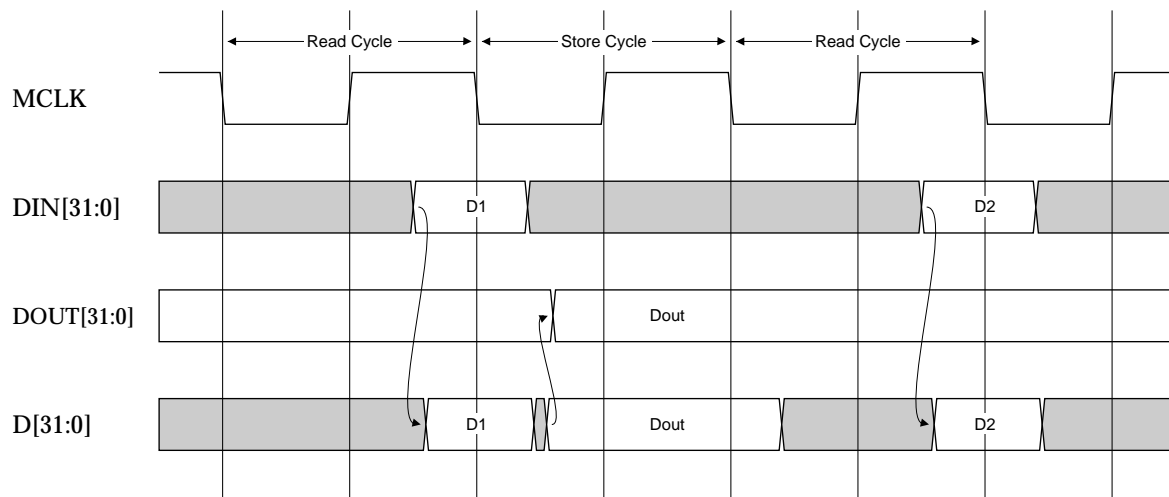 Read Cycle Store Cycle Read Cycle
MCLK
DIN[31:0] D1 D2
DOUT[31:0] Dout
D[31:0] D1 Dout D2